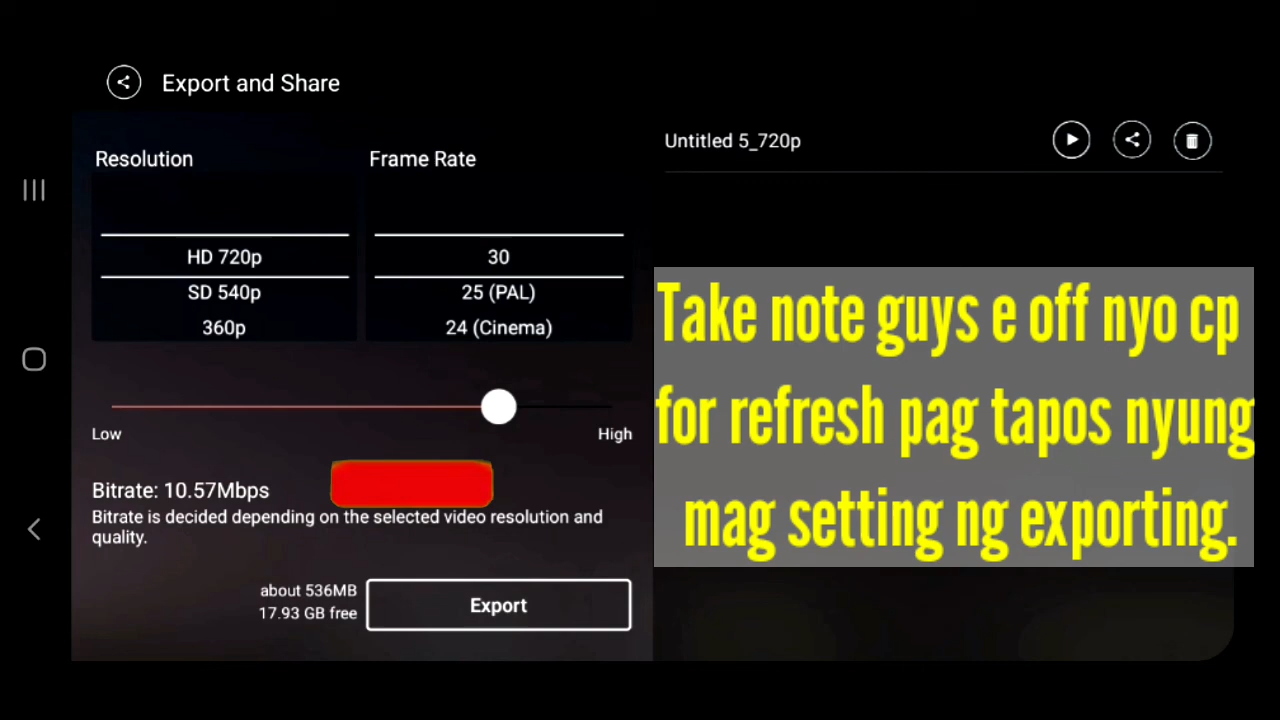 Export and Share
Resolution
Frame Rate
HD 720p
30
SD 540p
25 (PAL)
360p
24 (Cinema)
Low
High
Bitrate: 10.57Mbps
Bitrate is decided depending on the selected video resolution and
quality.
about 536MB
17.93 GB free
Export
Untitled 5_720p
Take note guys e off nyo cp
for refresh pag tapos nyung
mag setting ng exporting.